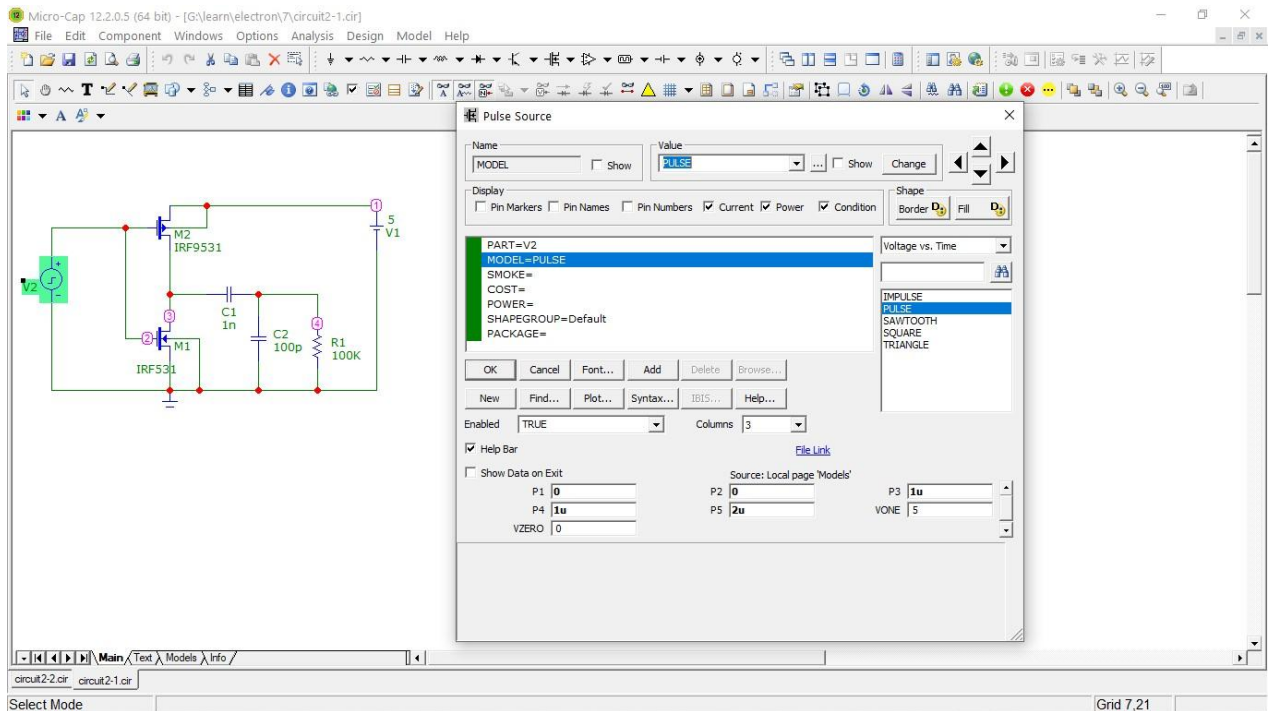 Micro-Cap 12.2.0.5 (64 bit) - [G:\learn\electron\7\circuit2-1.cir]
File Edit Component Windows Options Analysis Design Model Help
Pulse Source
Name
MODEL
Show
Value
PULSE
...
Show
Change
Display
Pin Markers
Pin Names
Pin Numbers
Current
Power
Condition
Shape
Border
Fill
PART=V2
MODEL=PULSE
SMOKE=
COST=
POWER=
SHAPEGROUP=Default
PACKAGE=
Voltage vs. Time
IMPULSE
PULSE
SAWTOOTH
SQUARE
TRIANGLE
OK Cancel Font... Add Delete Browse...
New Find... Plot... Syntax... IBIS... Help...
Enabled TRUE Columns 3
Help Bar File Link
Show Data on Exit Source: Local page 'Models'
P1 0 P2 0 P3 1u
P4 1u P5 2u VONE 5
VZERO 0
1
5
V1
M2
IRF9531
V2
C1
1n
3
2
M1
IRF531
C2
100p
4
R1
100K
Main Text Models Info
circuit2-2.cir circuit2-1.cir
Select Mode Grid 7,21